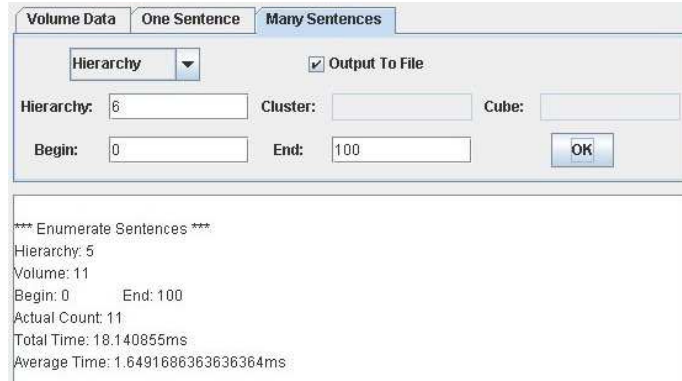 Volume Data One Sentence Many Sentences
Hierarchy Output To File
Hierarchy: 6 Cluster: Cube:
Begin: 0 End: 100 OK
*** Enumerate Sentences ***
Hierarchy: 5
Volume: 11
Begin: 0 End: 100
Actual Count: 11
Total Time: 18.140855ms
Average Time: 1.6491686363636364ms